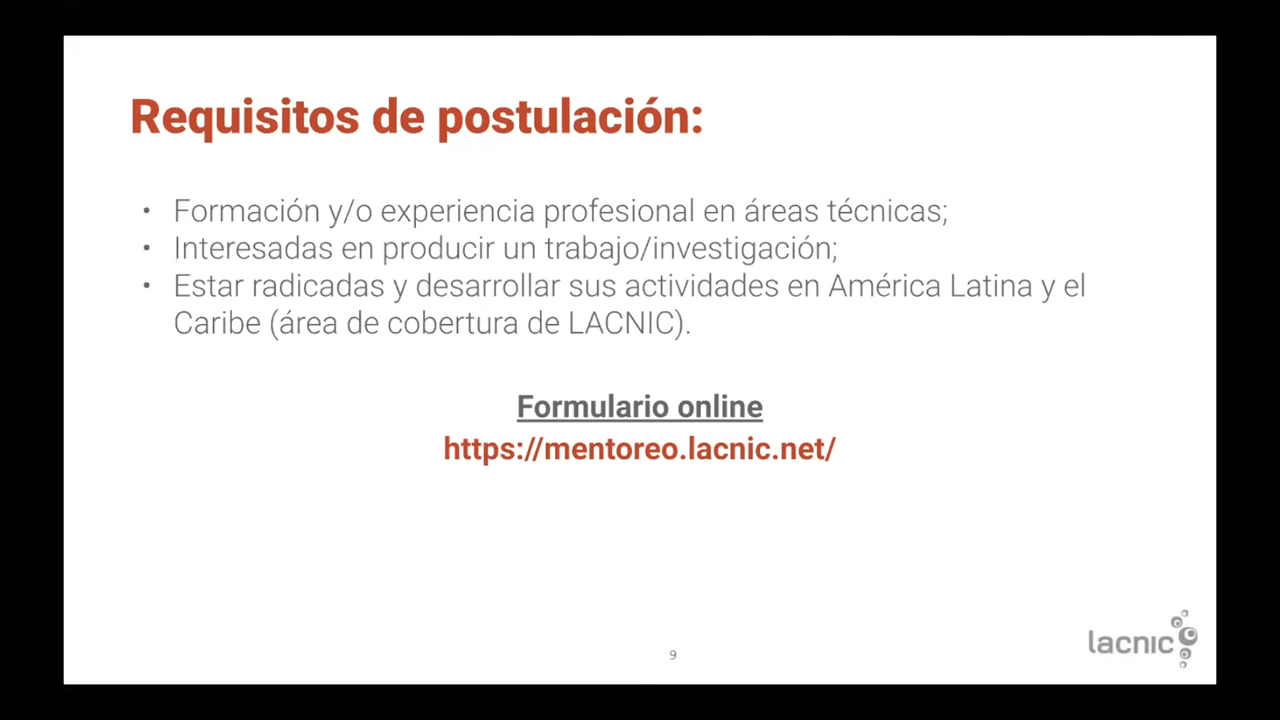 Requisitos de postulación:
• Formación y/o experiencia profesional en áreas técnicas;
• Interesadas en producir un trabajo/investigación;
• Estar radicadas y desarrollar sus actividades en América Latina y el
Caribe (área de cobertura de LACNIC).
Formulario online
https://mentoreo.lacnic.net/
9
lacnic